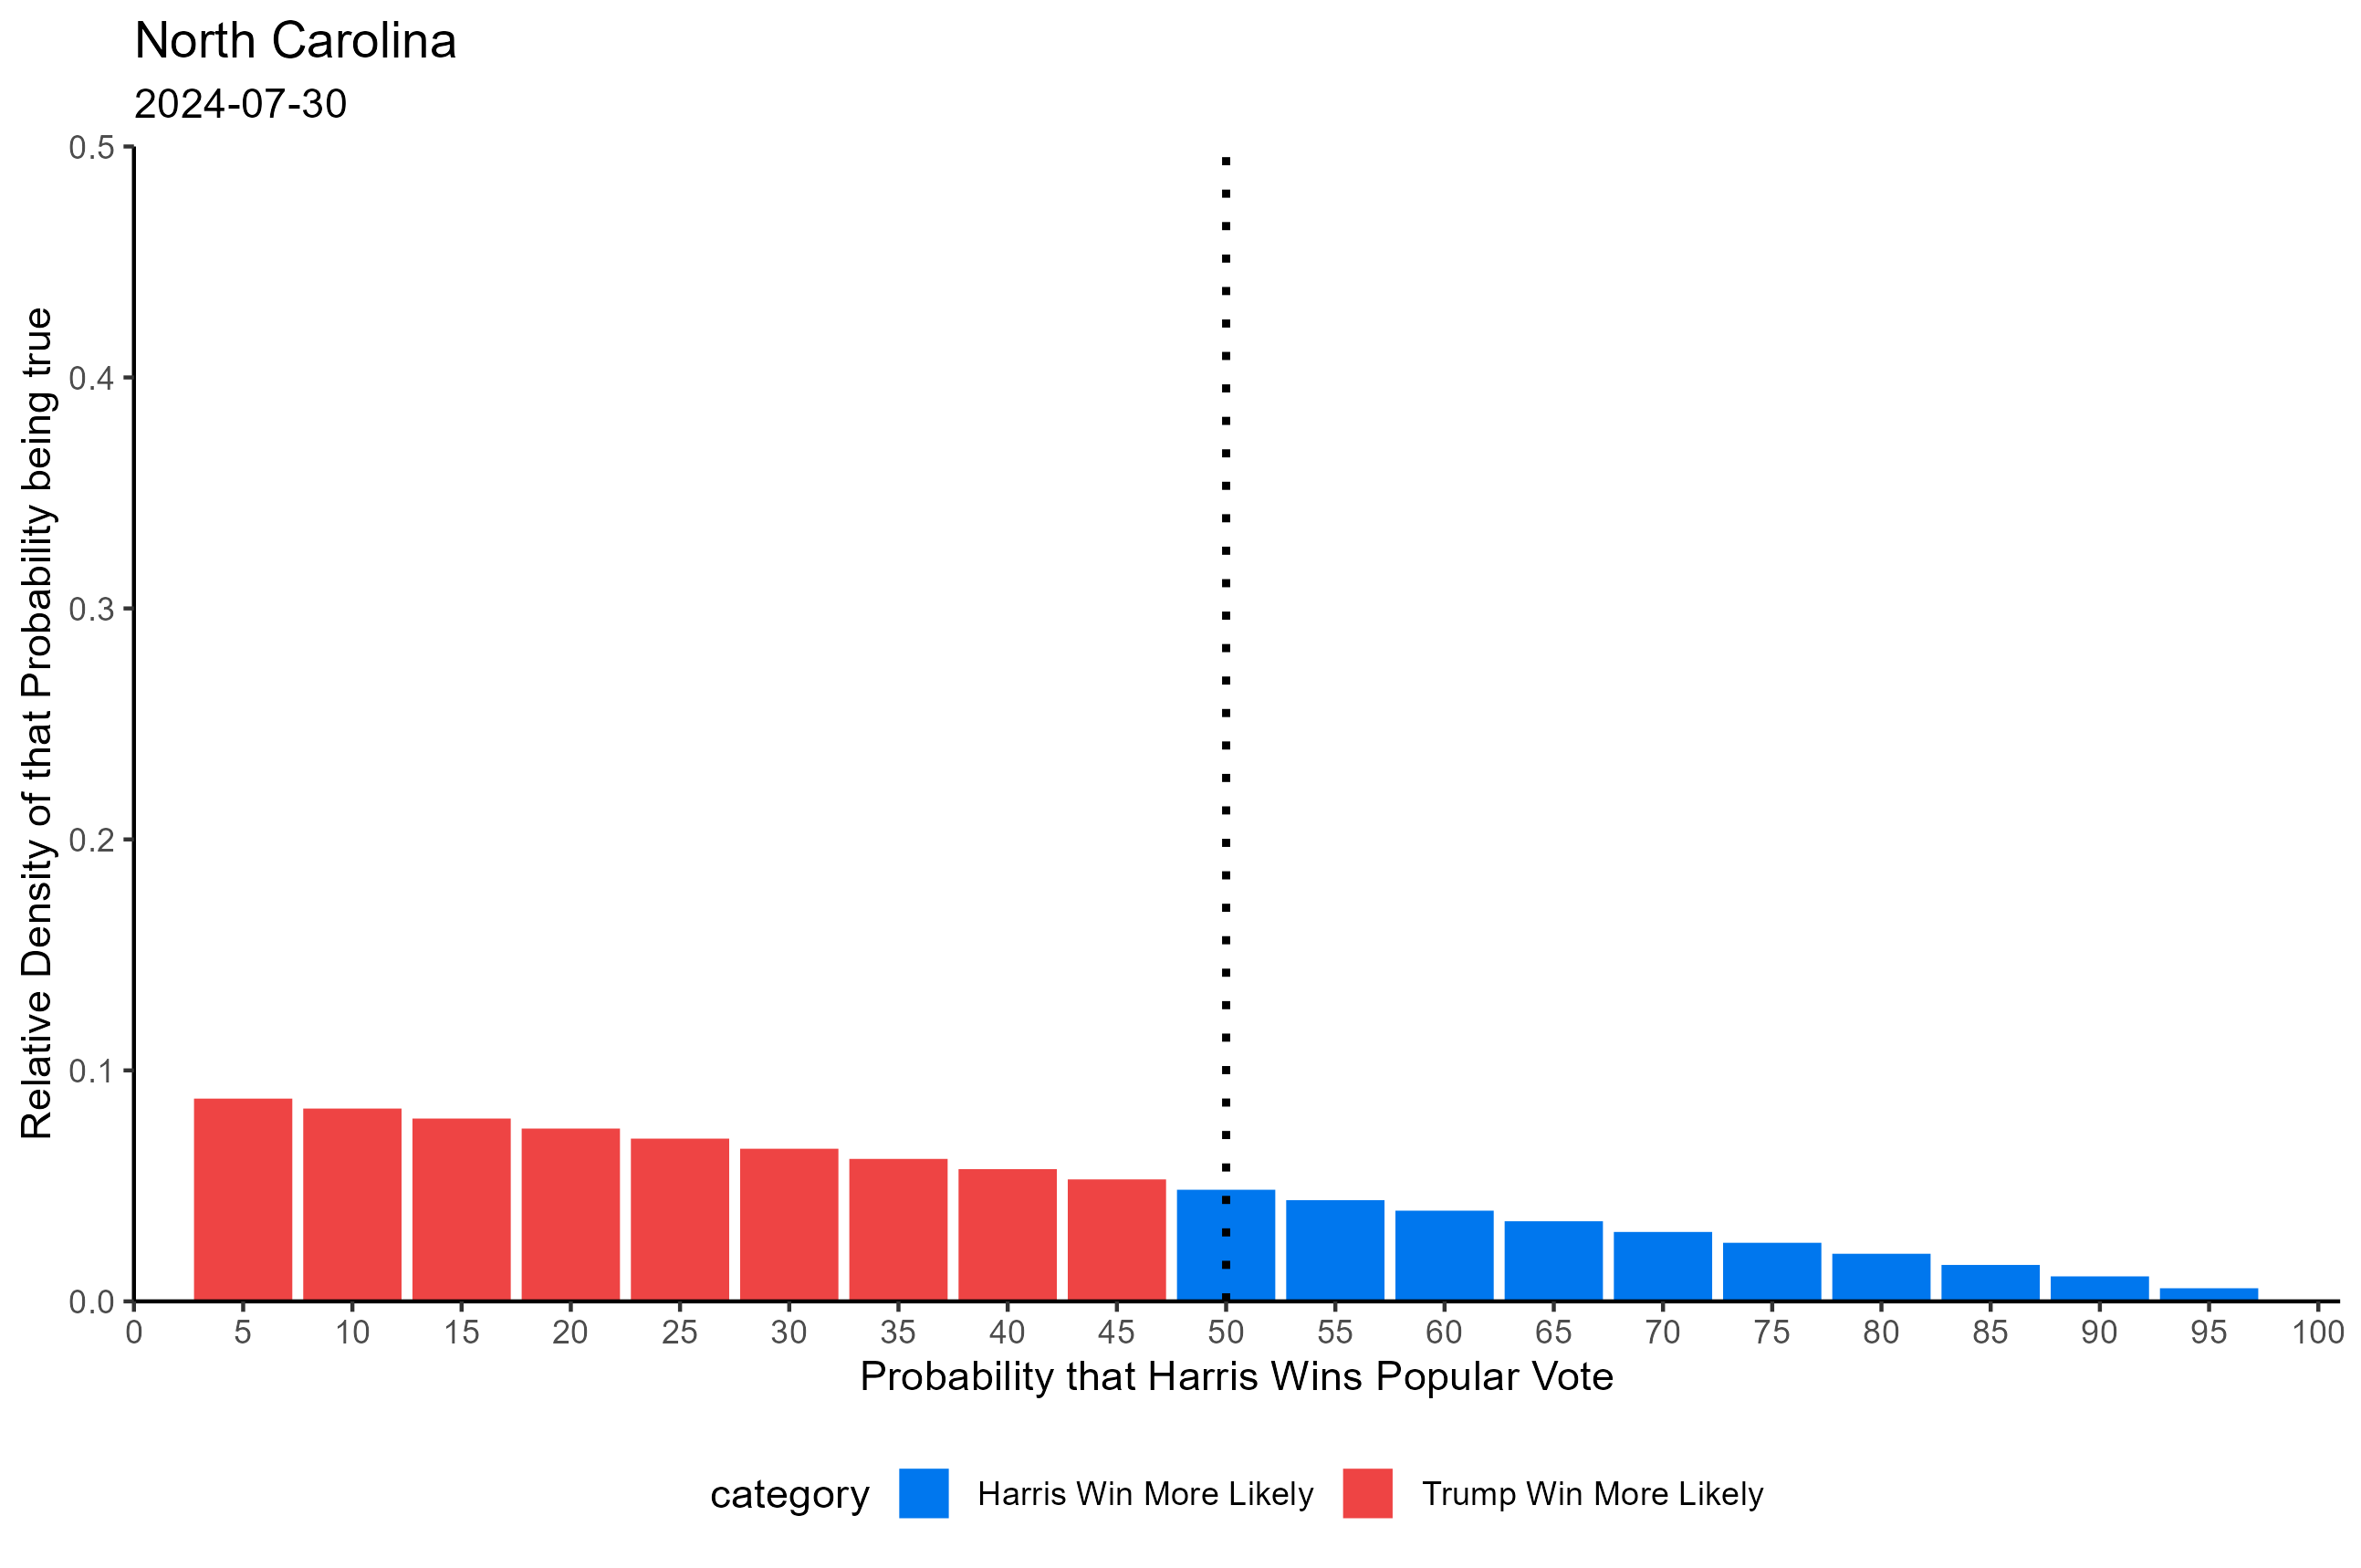 North Carolina
2024-07-30
Relative Density of that Probability being true
0.5
0.4
0.3
0.2
0.1
0.0
0 5 10 15 20 25 30 35 40 45 50 55 60 65 70 75 80 85 90 95 100
Probability that Harris Wins Popular Vote
category Harris Win More Likely Trump Win More Likely